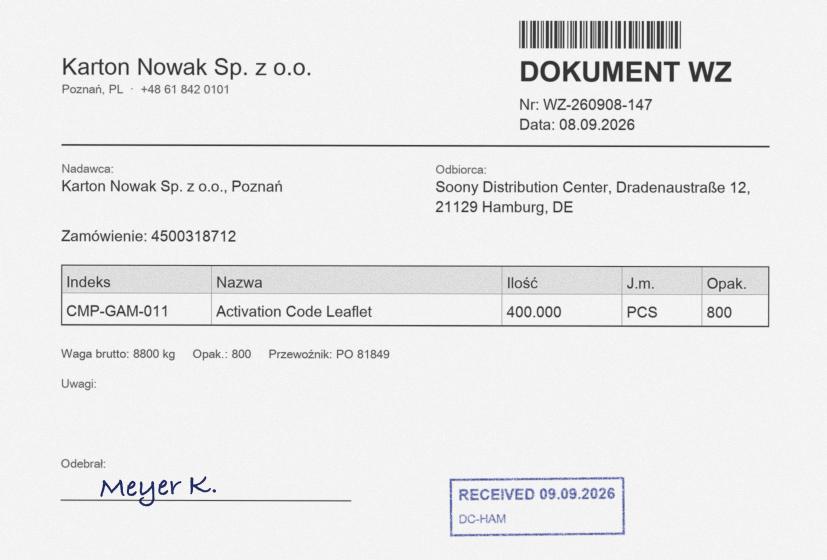 Karton Nowak Sp. z o.o.
Poznań, PL · +48 61 842 0101
DOKUMENT WZ
Nr: WZ-260908-147
Data: 08.09.2026
Nadawca:
Karton Nowak Sp. z o.o., Poznań
Odbiorca:
Soony Distribution Center, Dradenaustraße 12,
21129 Hamburg, DE
Zamówienie: 4500318712
Indeks Nazwa Ilość J.m. Opak.
CMP-GAM-011 Activation Code Leaflet 400.000 PCS 800
Waga brutto: 8800 kg Opak.: 800 Przewoźnik: PO 81849
Uwagi:
Odebrał:
Meyer K.
RECEIVED 09.09.2026
DC-HAM